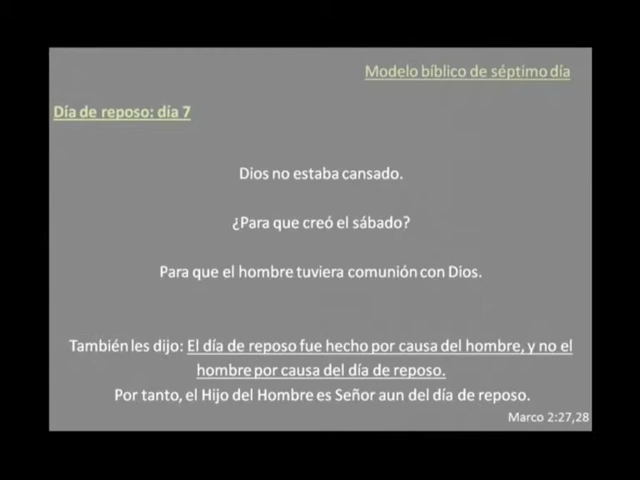 Modelo bíblico de séptimo día
Día de reposo: día 7
Dios no estaba cansado.
¿Para que creó el sábado?
Para que el hombre tuviera comunión con Dios.
También les dijo: El día de reposo fue hecho por causa del hombre, y no el
hombre por causa del día de reposo.
Por tanto, el Hijo del Hombre es Señor aun del día de reposo.
Marco 2:27,28